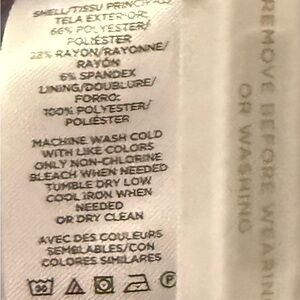 SHELL/TISSU PRINCIPAL/
TELA EXTERIOR:
66% POLYESTER/
POLIÉSTER
28% RAYON/RAYONNE/
RAYÓN
6% SPANDEX
LINING/DOUBLURE/
FORRO:
100% POLYESTER/
POLIÉSTER
MACHINE WASH COLD
WITH LIKE COLORS
ONLY NON-CHLORINE
BLEACH WHEN NEEDED
TUMBLE DRY LOW
COOL IRON WHEN
NEEDED
OR DRY CLEAN
AVEC DES COULEURS
SEMBLABLES/CON
COLORES SIMILARES
P
REMOVE BEFORE WEARING
OR WASHING